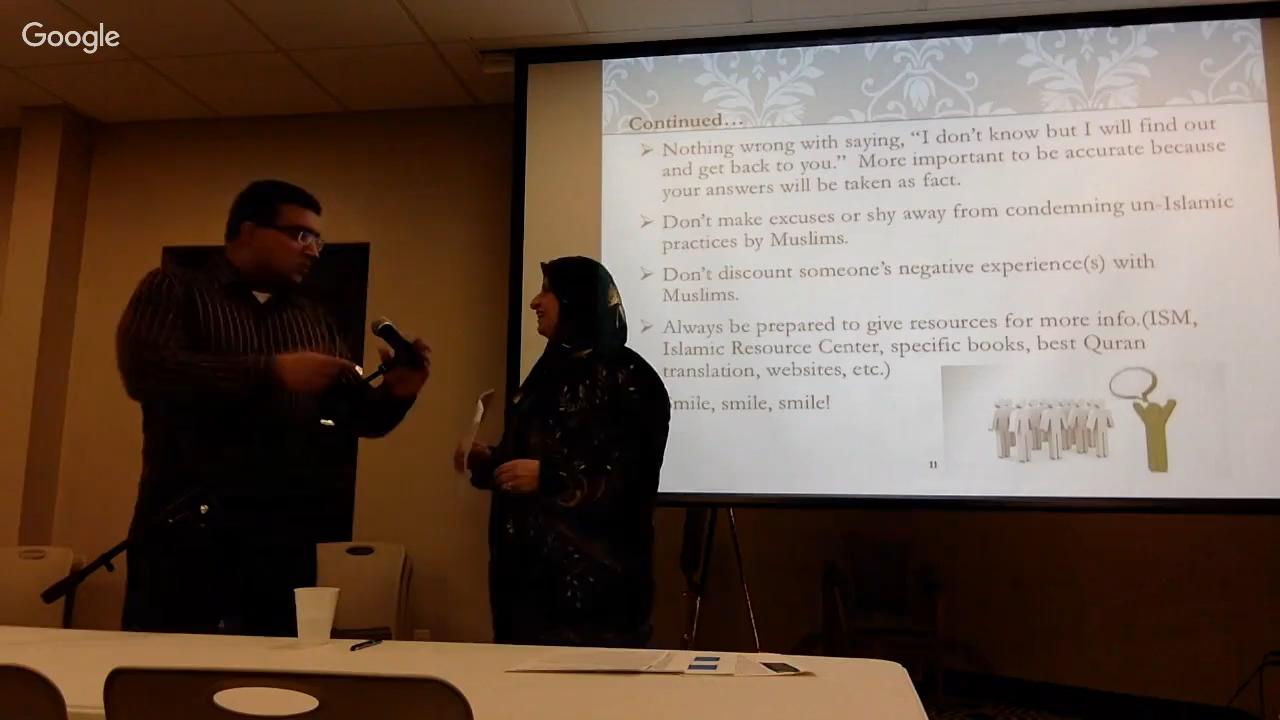 Google
Continued…
Nothing wrong with saying, “I don’t know but I will find out
and get back to you.” More important to be accurate because
your answers will be taken as fact.
Don’t make excuses or shy away from condemning un-Islamic
practices by Muslims.
Don’t discount someone’s negative experience(s) with
Muslims.
Always be prepared to give resources for more info.(ISM,
Islamic Resource Center, specific books, best Quran
translation, websites, etc.)
mile, smile, smile!
11